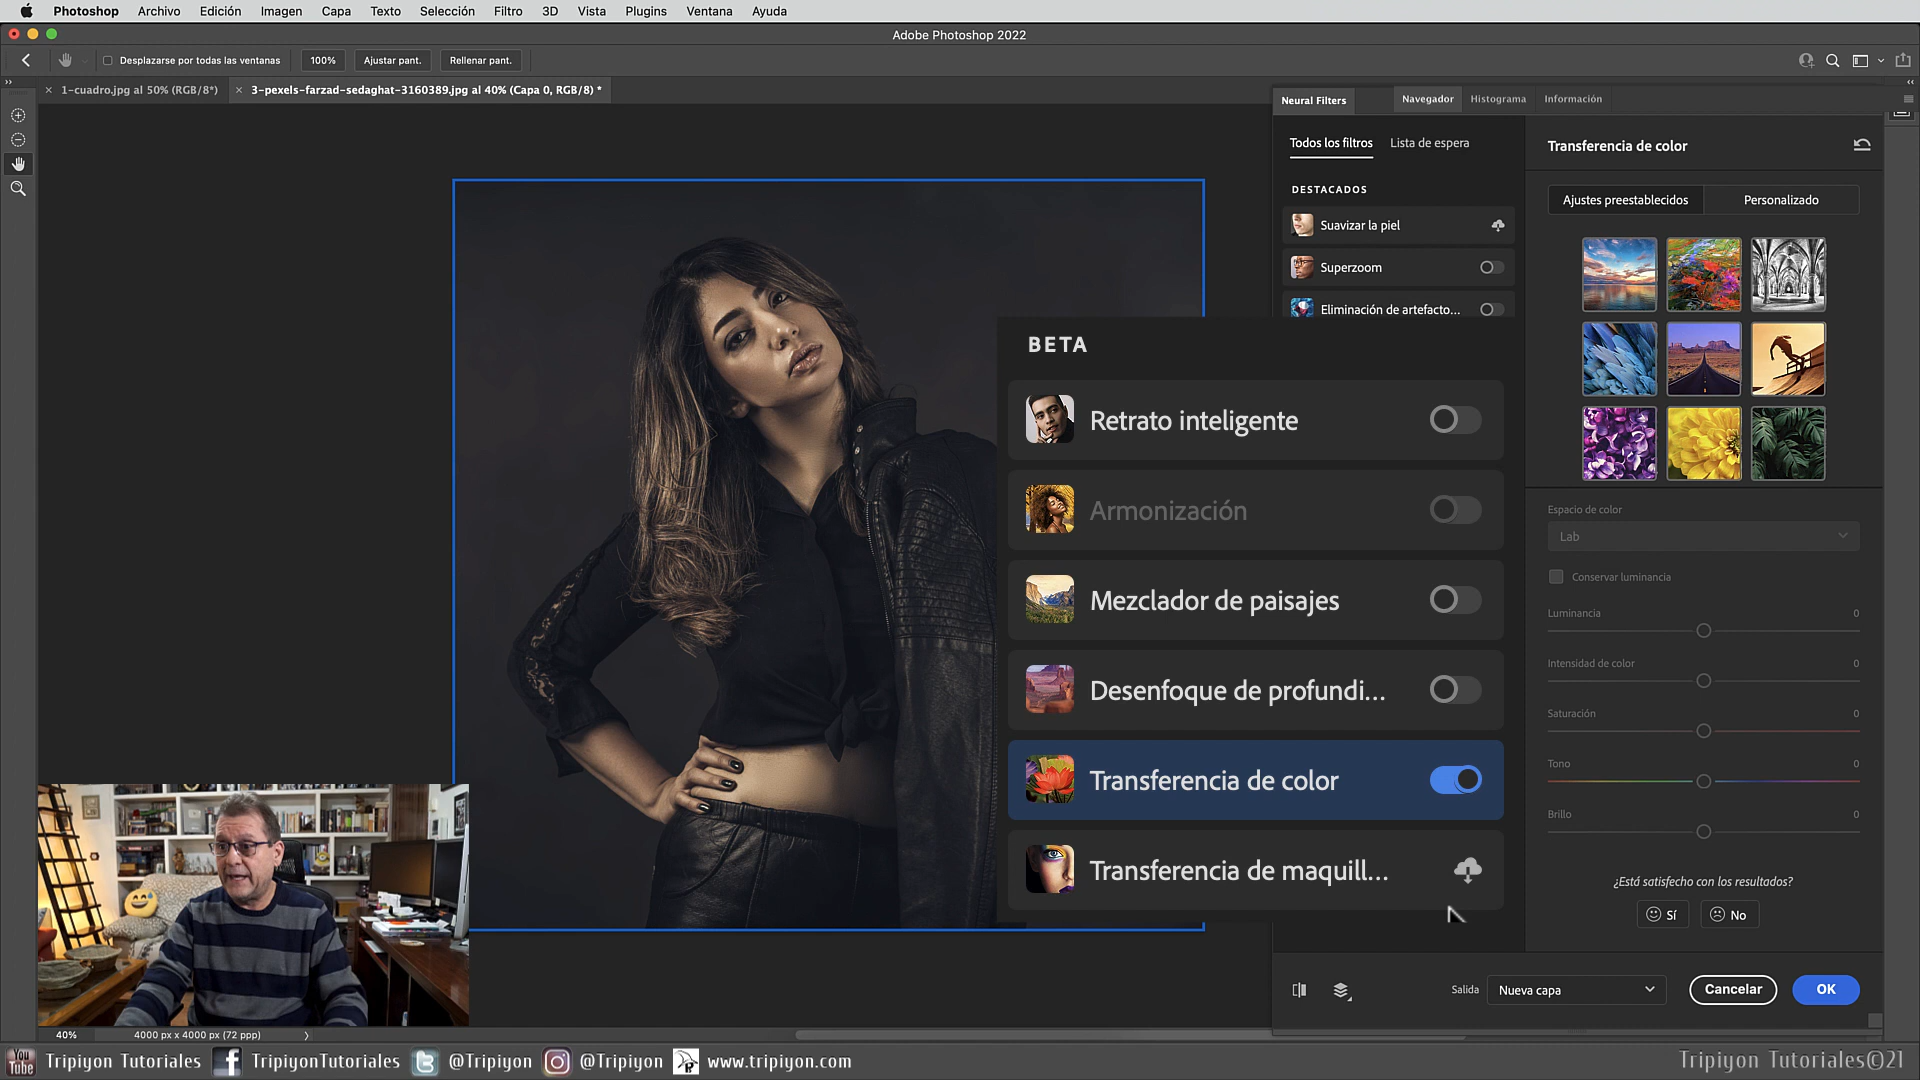 Photoshop Archivo Edición Imagen Capa Texto Selección Filtro 3D Vista Plugins Ventana Ayuda
Adobe Photoshop 2022
Desplazarse por todas las ventanas 100% Ajustar pant. Rellenar pant.
1-cuadro.jpg al 50% (RGB/8*) 3-pexels-farzad-sedaghat-3160389.jpg al 40% (Capa 0, RGB/8) *
Neural Filters Navegador Histograma Información
Todos los filtros Lista de espera
DESTACADOS
Suavizar la piel
Superzoom
Eliminación de artefacto...
BETA
Retrato inteligente
Armonización
Mezclador de paisajes
Desenfoque de profundi...
Transferencia de color
Transferencia de maquill...
Transferencia de color
Ajustes preestablecidos Personalizado
Espacio de color
Lab
Conservar luminancia
Luminancia 0
Intensidad de color 0
Saturación 0
Tono 0
Brillo 0
¿Está satisfecho con los resultados?
Sí No
Salida Nueva capa Cancelar OK
40% 4000 px x 4000 px (72 ppp)
You Tube Tripiyon Tutoriales TripiyonTutoriales @Tripiyon @Tripiyon www.tripiyon.com
Tripiyon Tutoriales©21